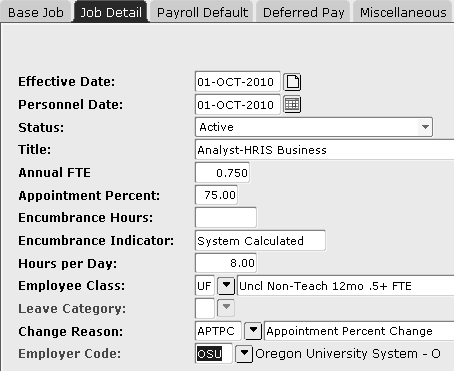 Base Job Job Detail Payroll Default Deferred Pay Miscellaneous
Effective Date: 01-OCT-2010
Personnel Date: 01-OCT-2010
Status: Active
Title: Analyst-HRIS Business
Annual FTE 0.750
Appointment Percent: 75.00
Encumbrance Hours:
Encumbrance Indicator: System Calculated
Hours per Day: 8.00
Employee Class: UF Uncl Non-Teach 12mo .5+ FTE
Leave Category:
Change Reason: APTPC Appointment Percent Change
Employer Code: OSU Oregon University System - O